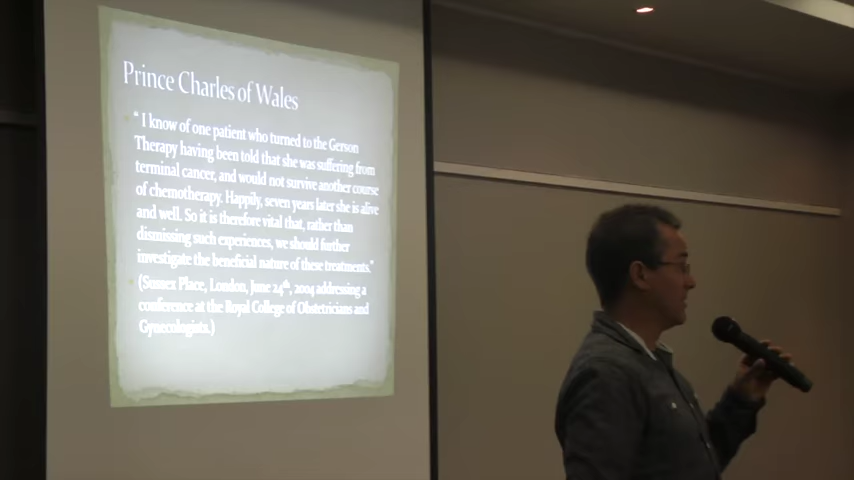 Prince Charles of Wales
“ I know of one patient who turned to the Gerson
Therapy having been told that she was suffering from
terminal cancer, and would not survive another course
of chemotherapy. Happily, seven years later she is alive
and well. So it is therefore vital that, rather than
dismissing such experiences, we should further
investigate the beneficial nature of these treatments."
(Sussex Place, London, June 24th, 2004 addressing a
conference at the Royal College of Obstetricians and
Gynecologists.)